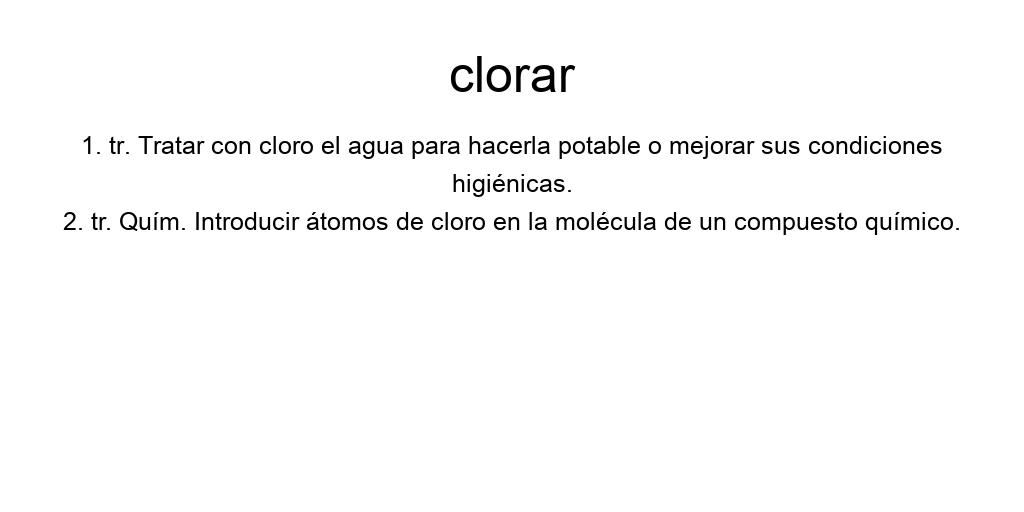 clorar
1. tr. Tratar con cloro el agua para hacerla potable o mejorar sus condiciones
higiénicas.
2. tr. Quím. Introducir átomos de cloro en la molécula de un compuesto químico.